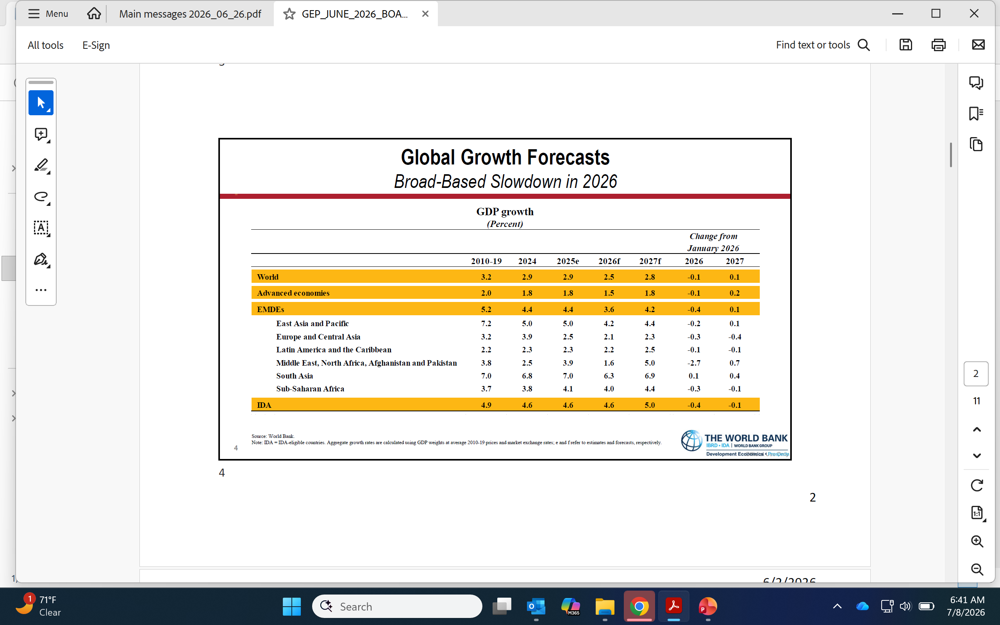 Menu
Main messages 2026_06_26.pdf
GEP_JUNE_2026_BOA...
All tools
E-Sign
Find text or tools
Global Growth Forecasts
Broad-Based Slowdown in 2026
GDP growth
(Percent)
Change from
January 2026
2010-19 2024 2025e 2026f 2027f 2026 2027
World 3.2 2.9 2.9 2.5 2.8 -0.1 0.1
Advanced economies 2.0 1.8 1.8 1.5 1.8 -0.1 0.2
EMDEs 5.2 4.4 4.4 3.6 4.2 -0.4 0.1
East Asia and Pacific 7.2 5.0 5.0 4.2 4.4 -0.2 0.1
Europe and Central Asia 3.2 3.9 2.5 2.1 2.3 -0.3 -0.4
Latin America and the Caribbean 2.2 2.3 2.3 2.2 2.5 -0.1 -0.1
Middle East, North Africa, Afghanistan and Pakistan 3.8 2.5 3.9 1.6 5.0 -2.7 0.7
South Asia 7.0 6.8 7.0 6.3 6.9 0.1 0.4
Sub-Saharan Africa 3.7 3.8 4.1 4.0 4.4 -0.3 -0.1
IDA 4.9 4.6 4.6 4.6 5.0 -0.4 -0.1
Source: World Bank.
Note: IDA = IDA-eligible countries. Aggregate growth rates are calculated using GDP weights at average 2010-19 prices and market exchange rates; e and f refer to estimates and forecasts, respectively.
4
THE WORLD BANK
IBRD • IDA | WORLD BANK GROUP
Development Economics • Prospects
Official Use Only
4
2
6/2/2026
2
11
1:1
1
71°F
Clear
Search
M365
6:41 AM
7/8/2026